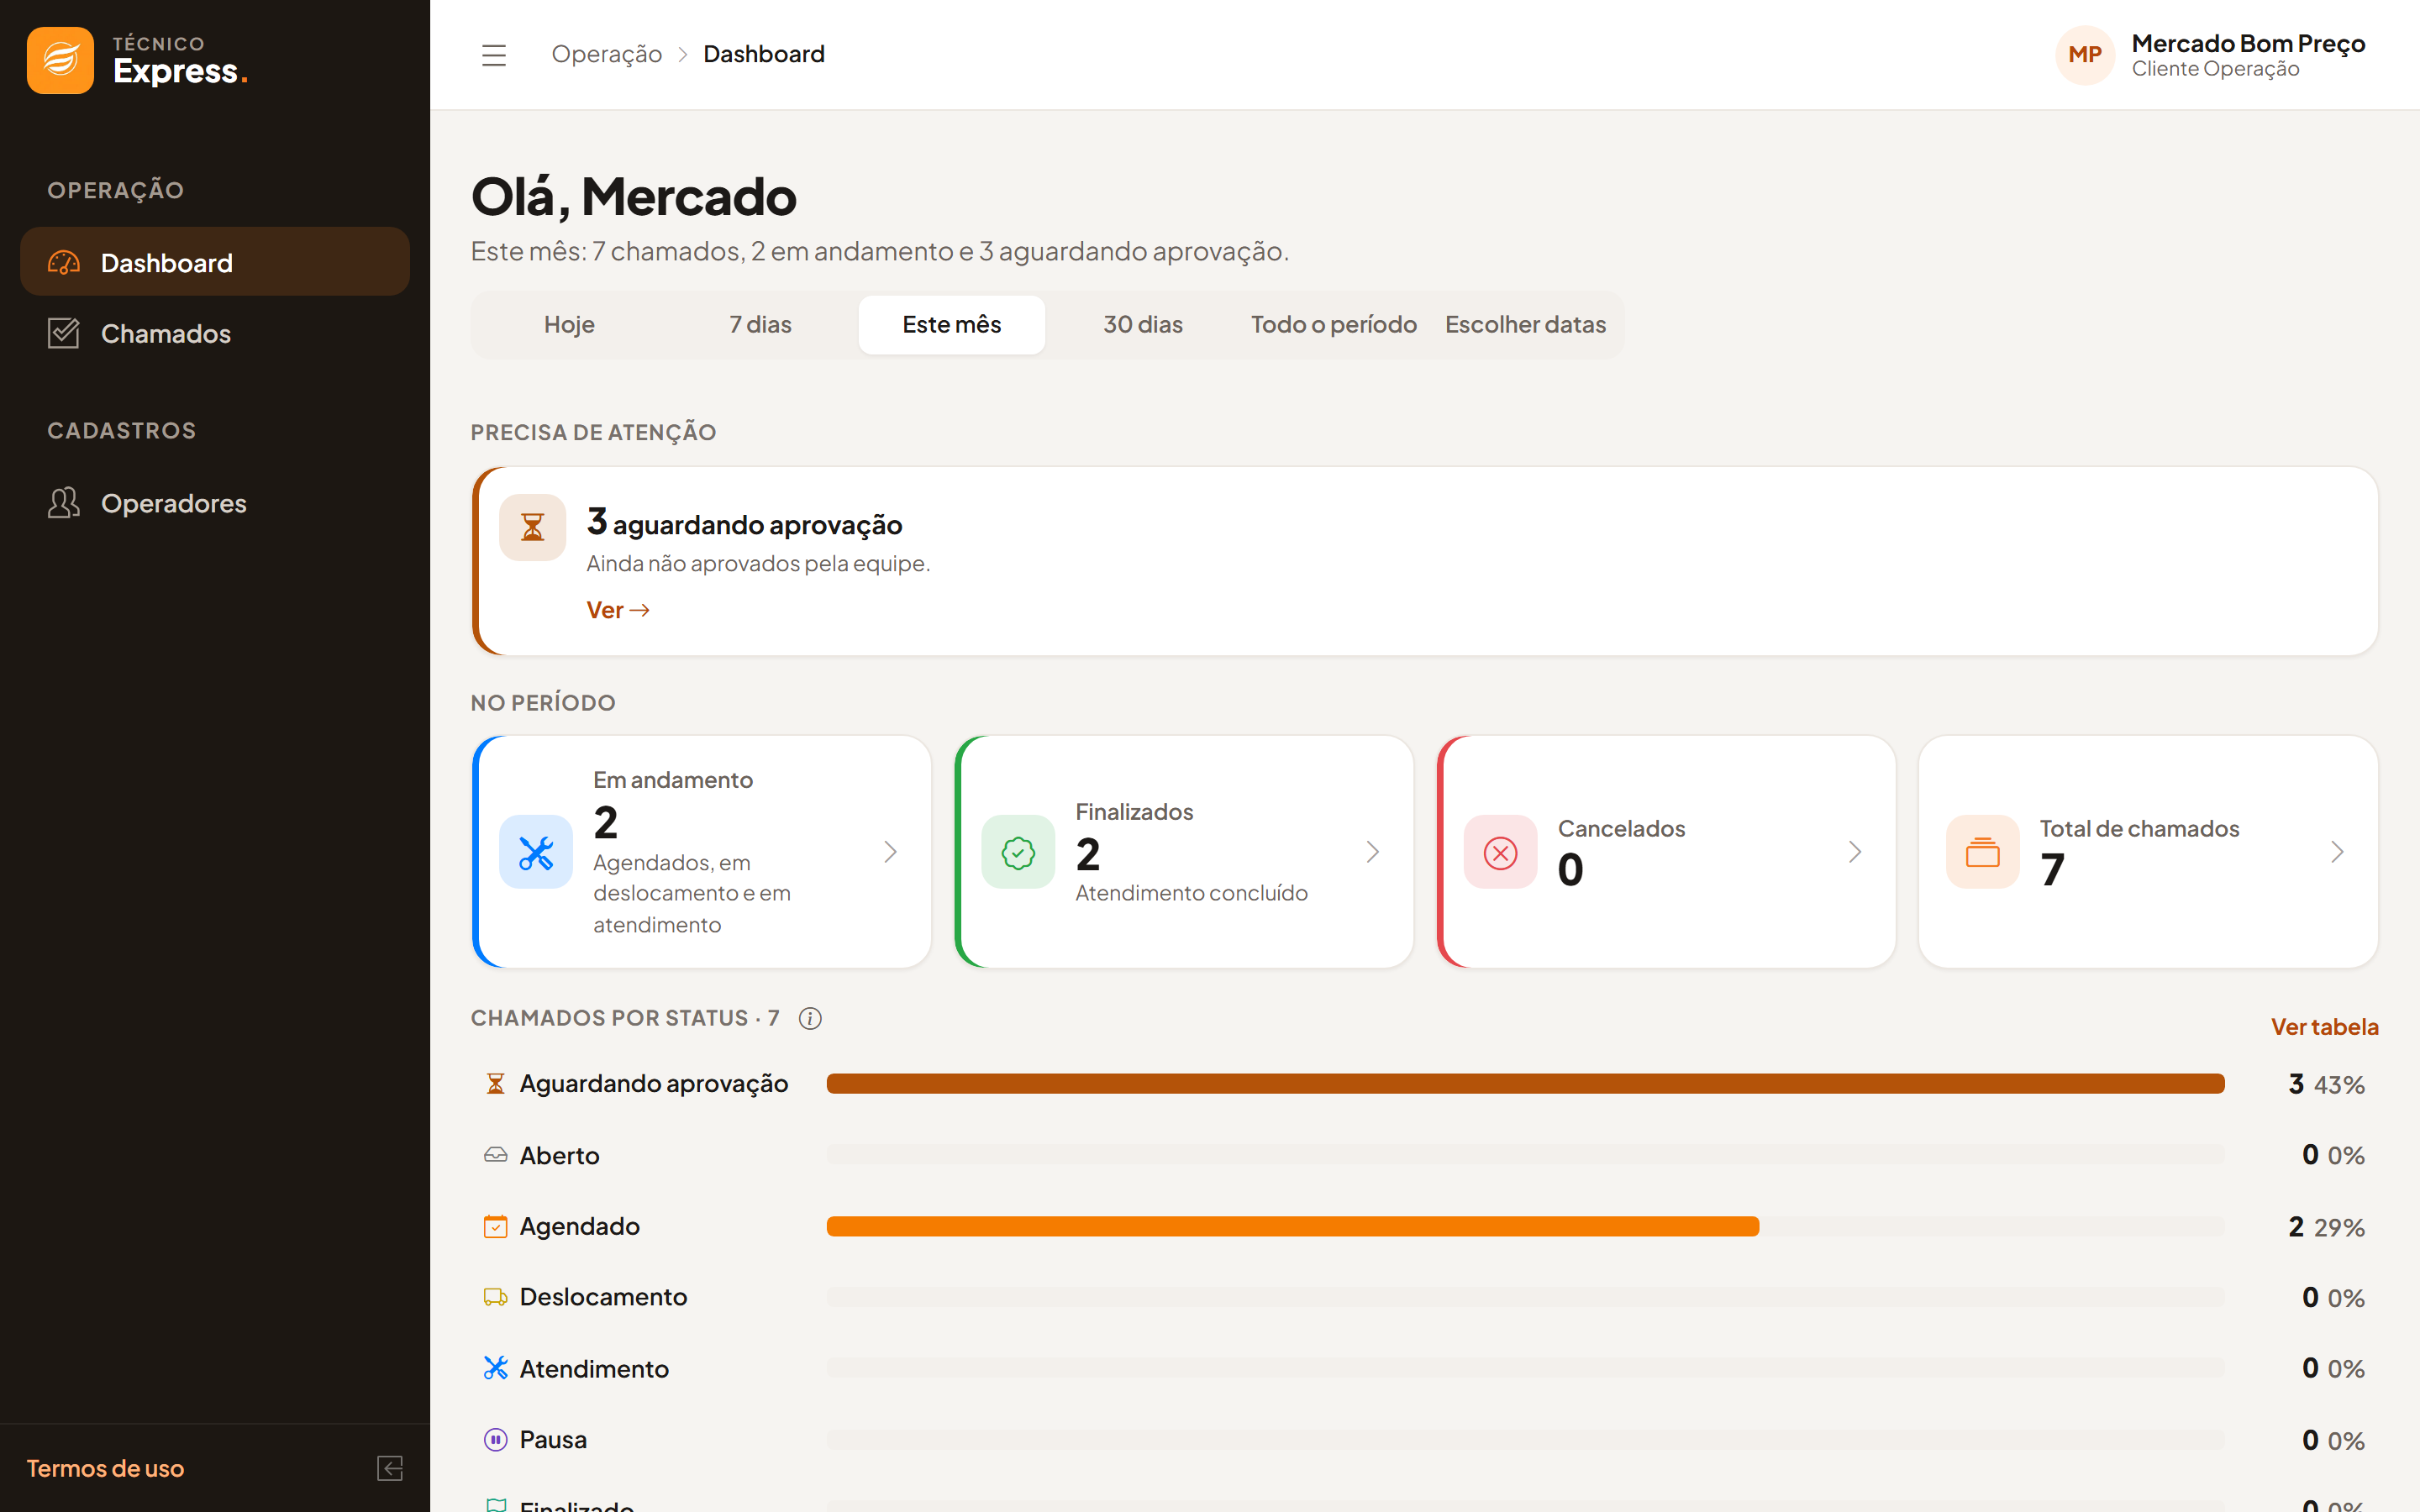 TÉCNICO
Express.
OPERAÇÃO
Dashboard
Chamados
CADASTROS
Operadores
Termos de uso
Operação > Dashboard
MP
Mercado Bom Preço
Cliente Operação
Olá, Mercado
Este mês: 7 chamados, 2 em andamento e 3 aguardando aprovação.
Hoje 7 dias Este mês 30 dias Todo o período Escolher datas
PRECISA DE ATENÇÃO
3 aguardando aprovação
Ainda não aprovados pela equipe.
Ver →
NO PERÍODO
Em andamento
2
Agendados, em
deslocamento e em
atendimento
Finalizados
2
Atendimento concluído
Cancelados
0
Total de chamados
7
CHAMADOS POR STATUS · 7
Ver tabela
Aguardando aprovação 3 43%
Aberto 0 0%
Agendado 2 29%
Deslocamento 0 0%
Atendimento 0 0%
Pausa 0 0%
Finalizado 0 0%